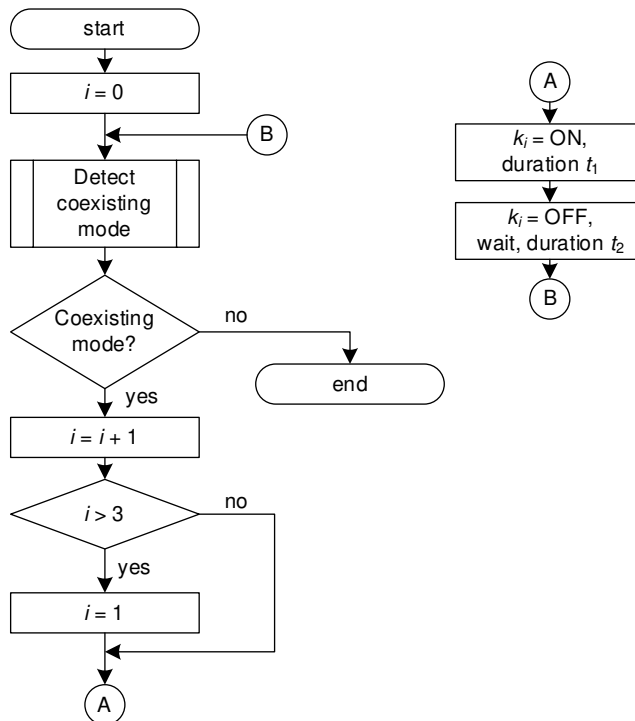 start
i = 0
B
Detect
coexisting
mode
Coexisting
mode?
no
end
yes
i = i + 1
i > 3
no
yes
i = 1
A
A
kᵢ = ON,
duration t₁
kᵢ = OFF,
wait, duration t₂
B